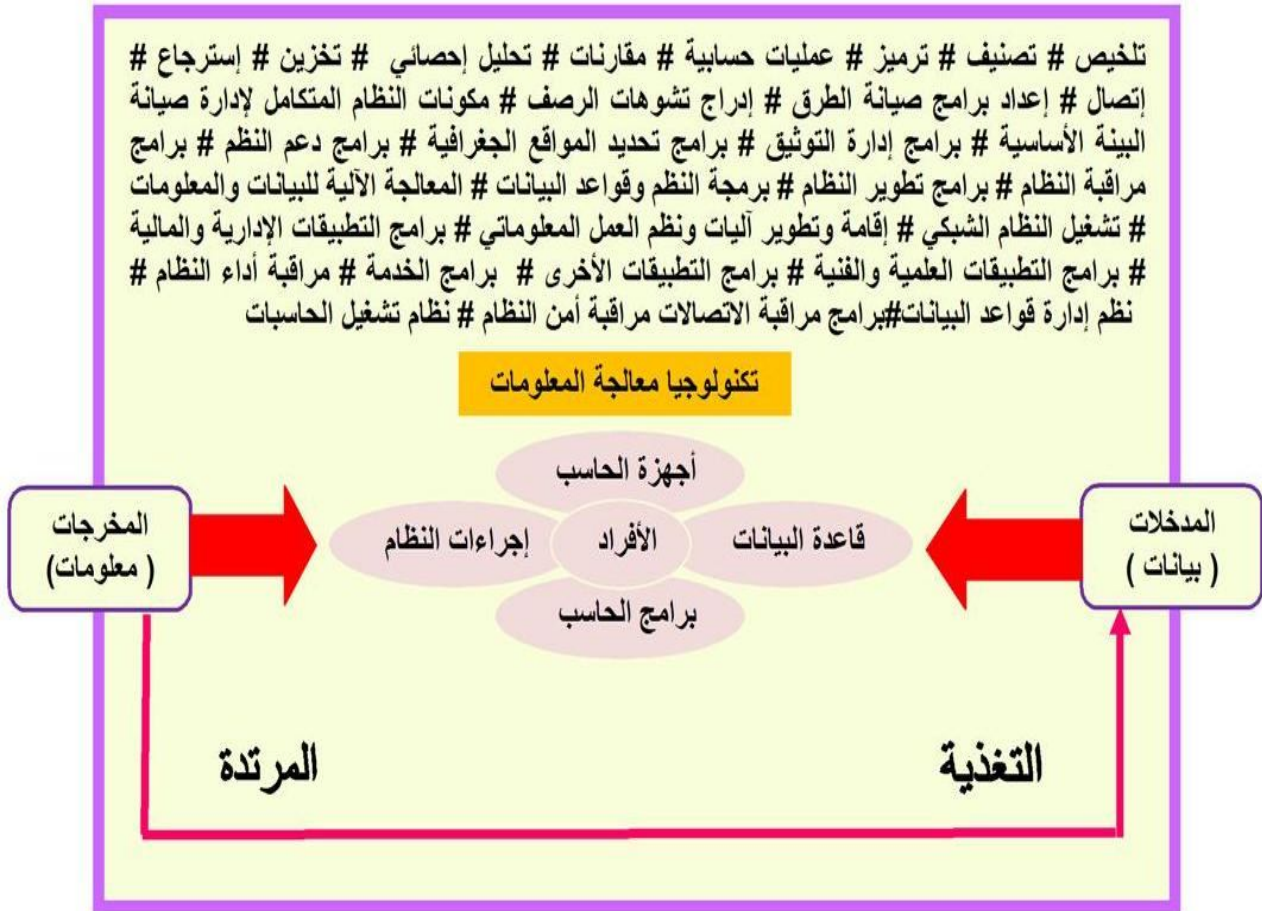 تلخيص # تصنيف # ترميز # عمليات حسابية # مقارنات # تحليل إحصائي # تخزين # إسترجاع #
إتصال # إعداد برامج صيانة الطرق # إدراج تشوهات الرصف # مكونات النظام المتكامل لإدارة صيانة
البينة الأساسية # برامج إدارة التوثيق # برامج تحديد المواقع الجغرافية # برامج دعم النظم # برامج
مراقبة النظام # برامج تطوير النظام # برمجة النظم وقواعد البيانات # المعالجة الآلية للبيانات والمعلومات
# تشغيل النظام الشبكي # إقامة وتطوير آليات ونظم العمل المعلوماتي # برامج التطبيقات الإدارية والمالية
# برامج التطبيقات العلمية والفنية # برامج التطبيقات الأخرى # برامج الخدمة # مراقبة أداء النظام #
نظم إدارة قواعد البيانات#برامج مراقبة الاتصالات مراقبة أمن النظام # نظام تشغيل الحاسبات
تكنولوجيا معالجة المعلومات
أجهزة الحاسب
المدخلات
( بيانات )
قاعدة البيانات
الأفراد
إجراءات النظام
المخرجات
( معلومات)
برامج الحاسب
التغذية
المرتدة